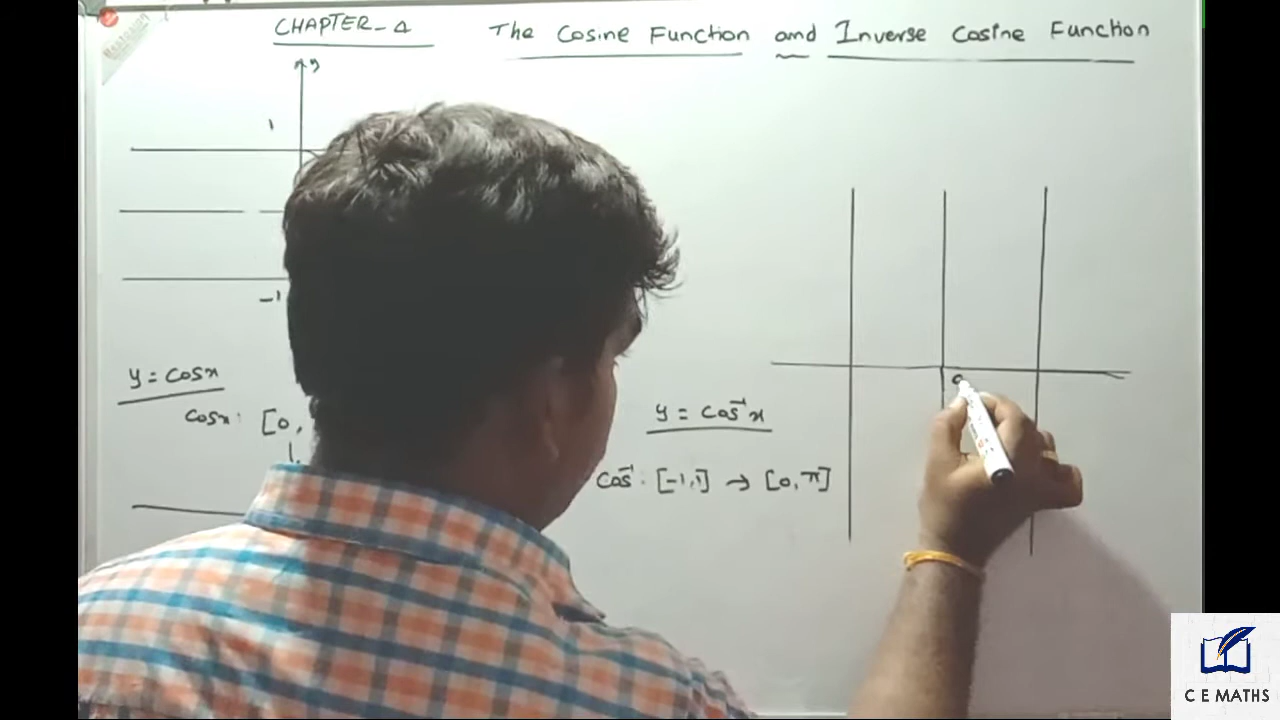 CHAPTER-4 The Cosine Function and Inverse Cosine Function
y
1
-1
y = cosx
cosx : [0,
y = cos⁻¹x
cos⁻¹ : [-1,1] → [0, π]
0
C E MATHS